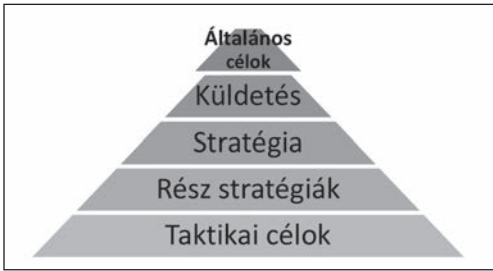 Általános
célok
Küldetés
Stratégia
Rész stratégiák
Taktikai célok